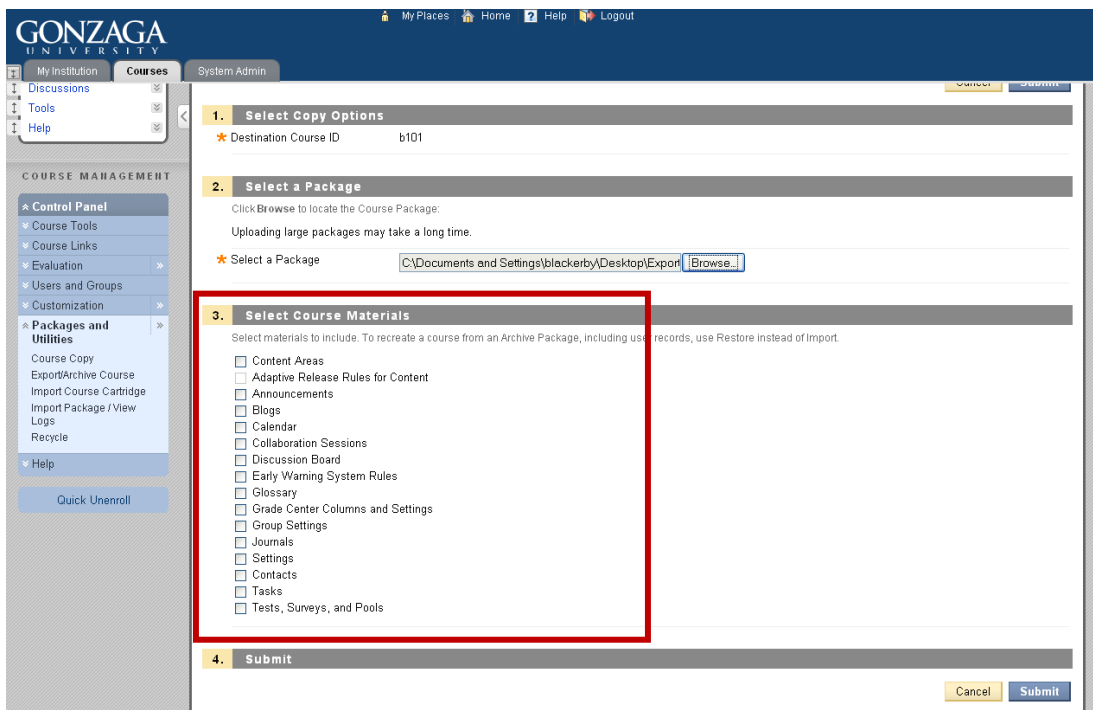 My Places Home ? Help Logout
GONZAGA
UNIVERSITY
My Institution Courses System Admin
Discussions
Tools
Help
COURSE MANAGEMENT
Control Panel
Course Tools
Course Links
Evaluation
Users and Groups
Customization
Packages and
Utilities
Course Copy
Export/Archive Course
Import Course Cartridge
Import Package / View
Logs
Recycle
Help
Quick Unenroll
Cancel Submit
1. Select Copy Options
Destination Course ID b101
2. Select a Package
Click Browse to locate the Course Package:
Uploading large packages may take a long time.
Select a Package C:\Documents and Settings\blackerby\Desktop\Export Browse...
3. Select Course Materials
Select materials to include. To recreate a course from an Archive Package, including user records, use Restore instead of Import.
Content Areas
Adaptive Release Rules for Content
Announcements
Blogs
Calendar
Collaboration Sessions
Discussion Board
Early Warning System Rules
Glossary
Grade Center Columns and Settings
Group Settings
Journals
Settings
Contacts
Tasks
Tests, Surveys, and Pools
4. Submit
Cancel Submit